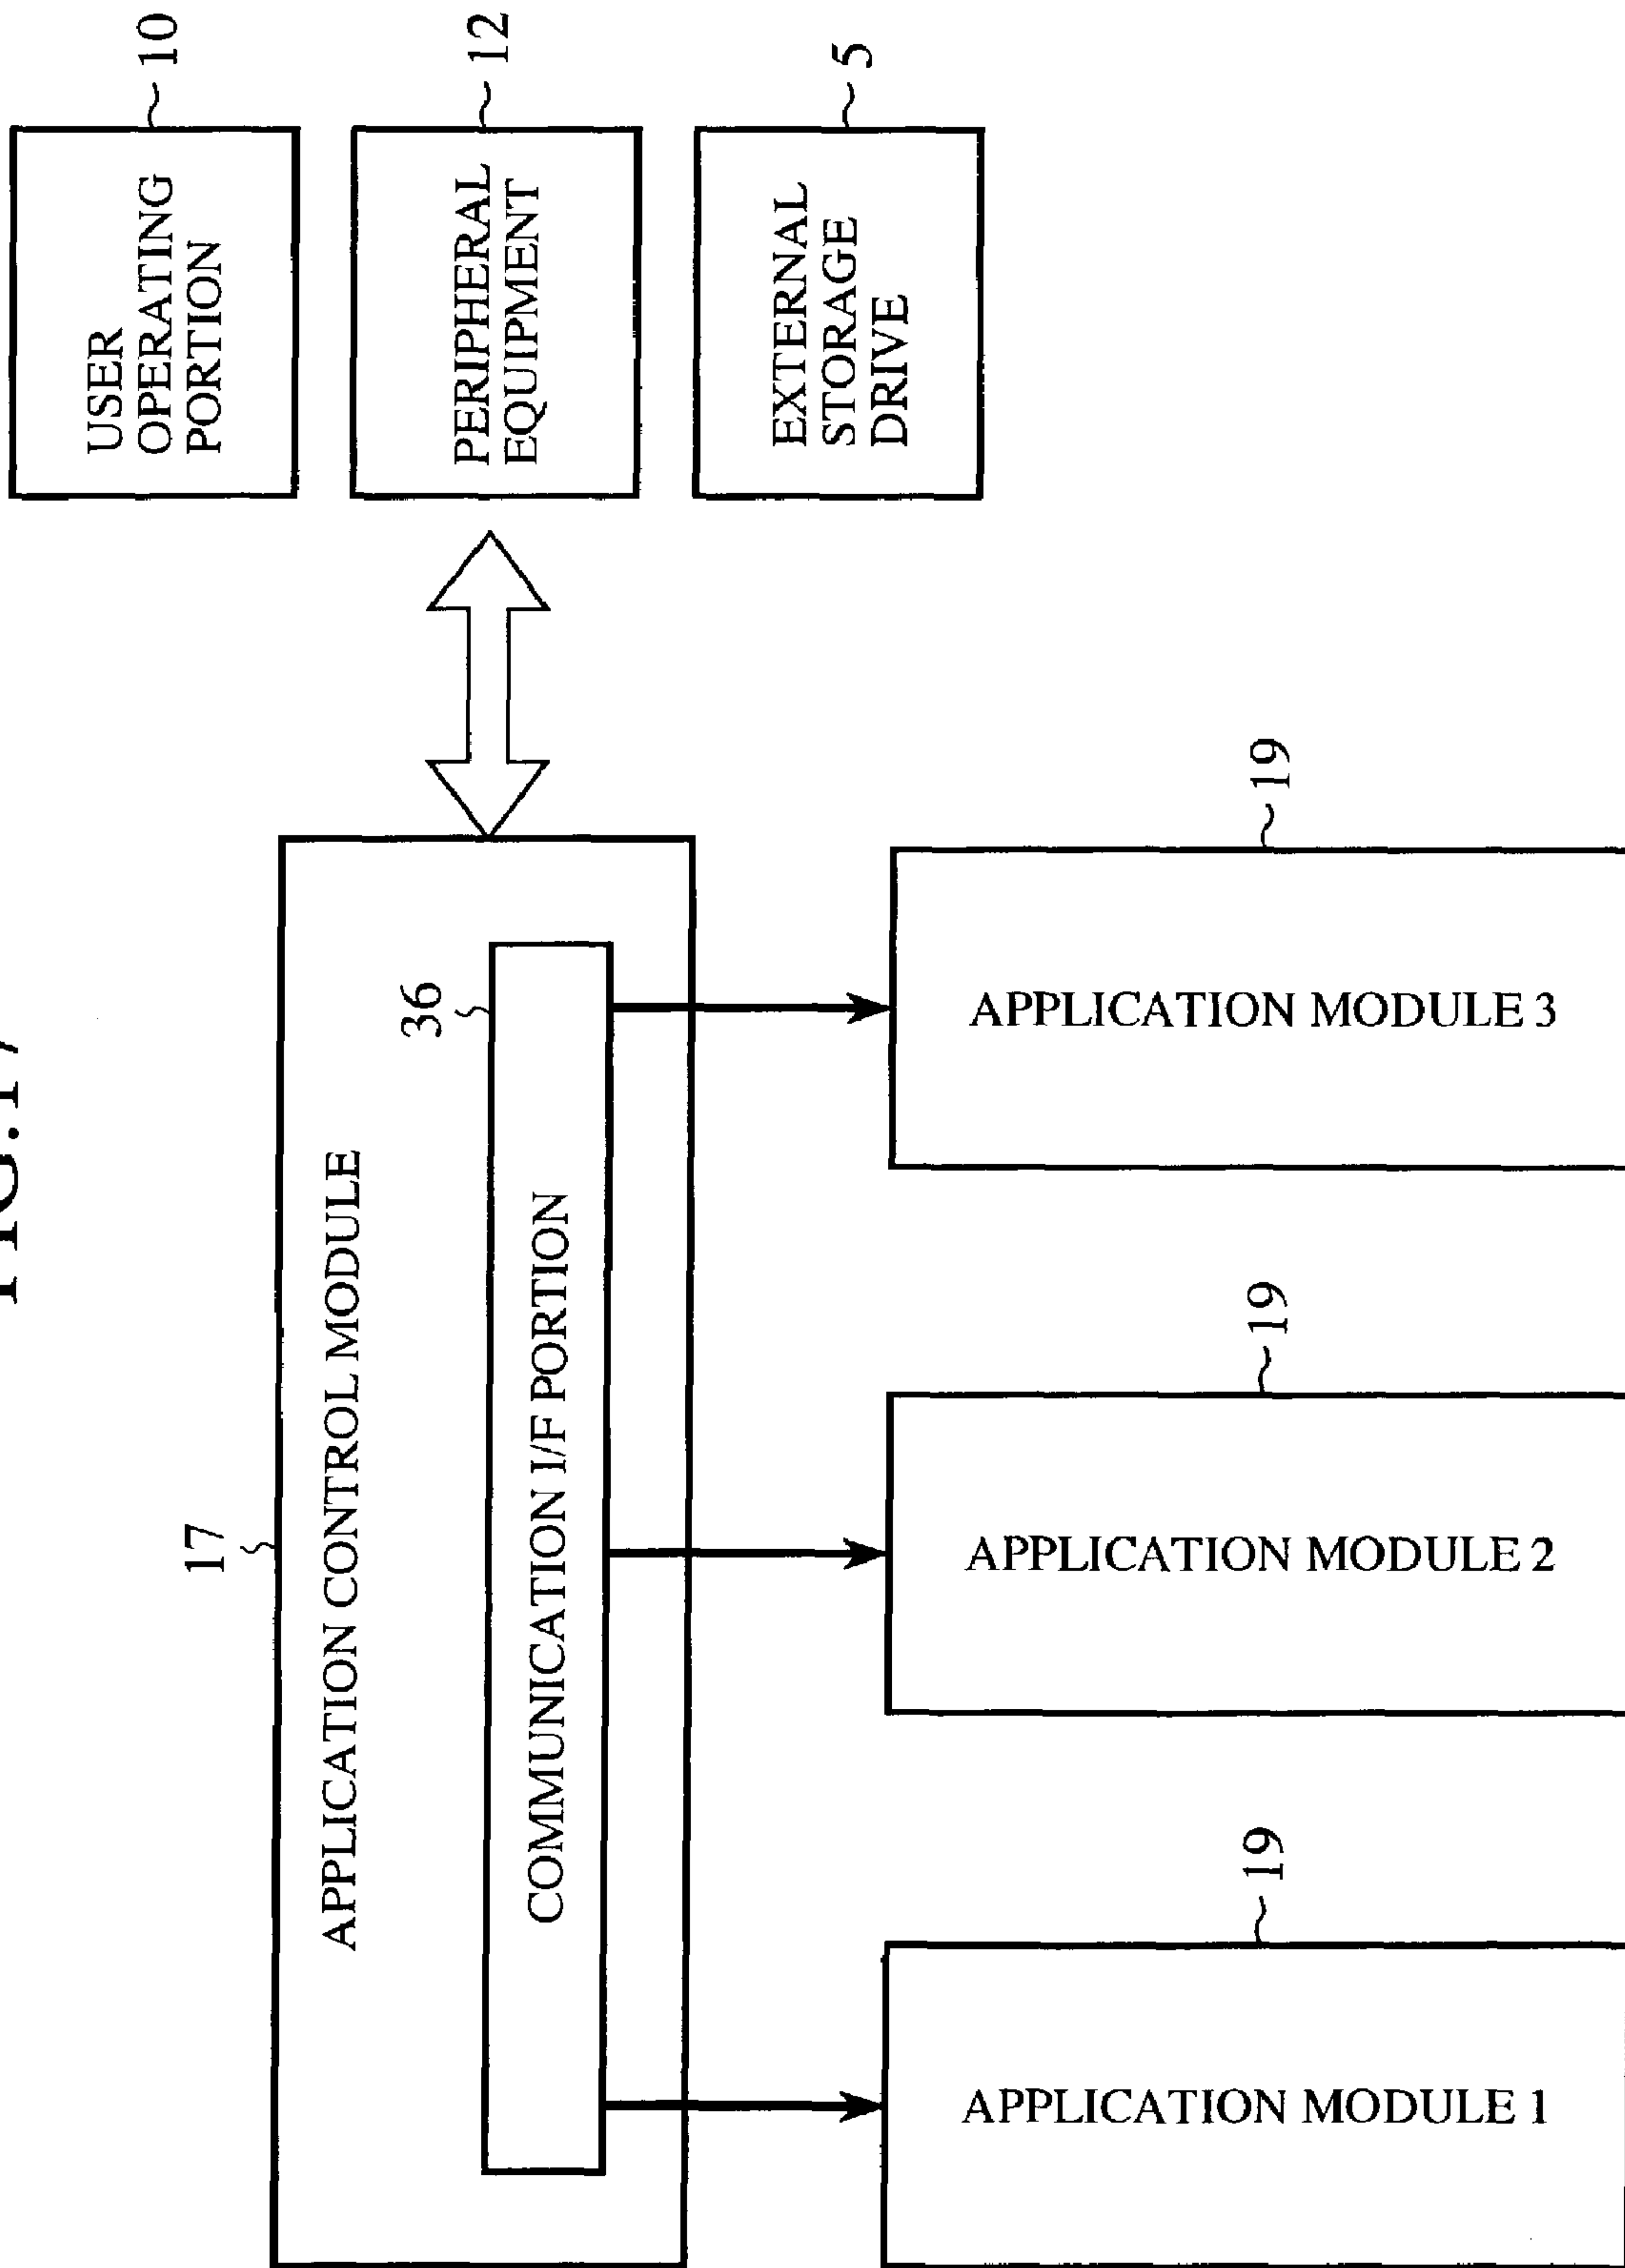 FIG.17
17
APPLICATION CONTROL MODULE
36
COMMUNICATION I/F PORTION
USER
OPERATING
PORTION
10
PERIPHERAL
EQUIPMENT
12
EXTERNAL
STORAGE
DRIVE
5
19
APPLICATION MODULE 1
19
APPLICATION MODULE 2
19
APPLICATION MODULE 3